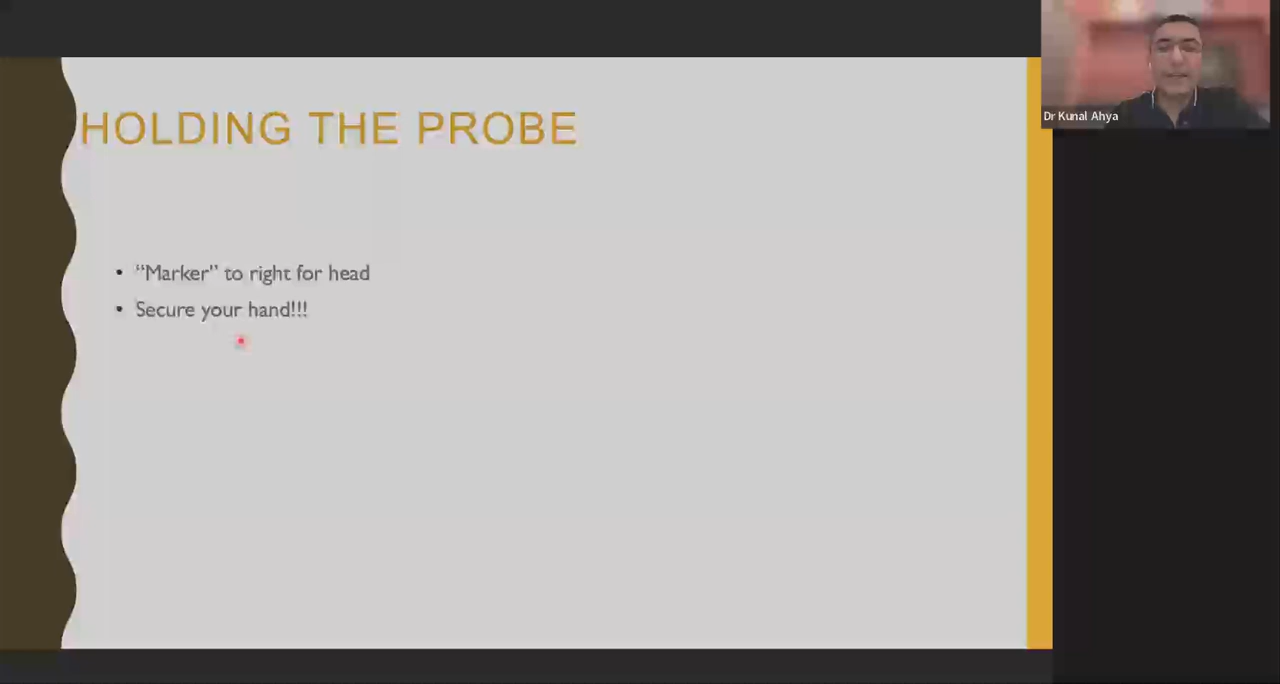 HOLDING THE PROBE
• “Marker” to right for head
• Secure your hand!!!
Dr Kunal Ahya